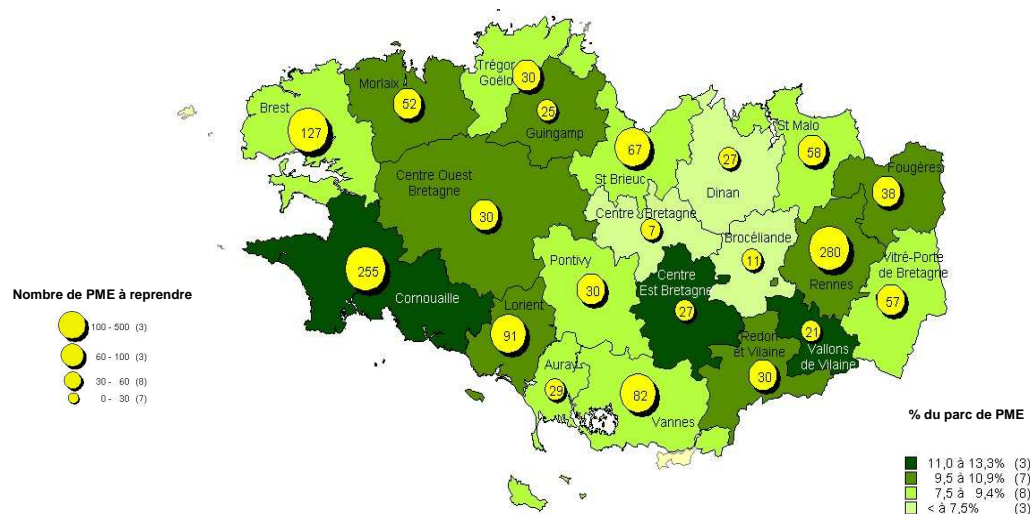 Trégor
Goëlo
30
Morlaix
52
Brest
127
25
Guingamp
St Malo
58
67
St Brieuc
27
Dinan
Fougères
38
Centre Ouest
Bretagne
30
Centre Bretagne
7
Brocéliande
11
280
Rennes
Vitré-Porte
de Bretagne
57
255
Cornouaille
Pontivy
30
Centre
Est Bretagne
27
Lorient
91
Redon
et Vilaine
30
21
Vallons
de Vilaine
Auray
29
82
Vannes
Nombre de PME à reprendre
100 - 500 (3)
60 - 100 (3)
30 - 60 (8)
0 - 30 (7)
% du parc de PME
11,0 à 13,3% (3)
9,5 à 10,9% (7)
7,5 à 9,4% (8)
< à 7,5% (3)